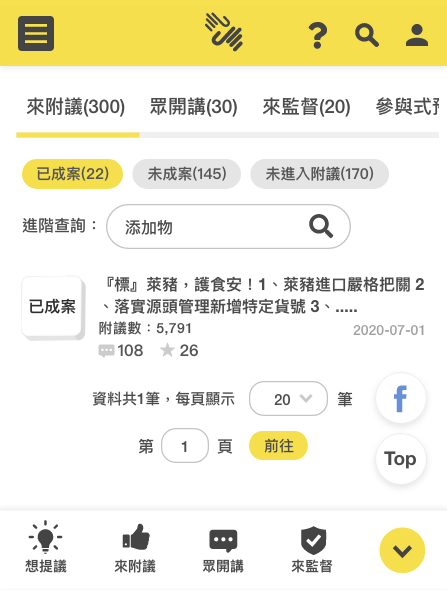 ?
來附議(300) 眾開講(30) 來監督(20) 參與式
已成案(22) 未成案(145) 未進入附議(170)
進階查詢： 添加物
已成案
『標』萊豬，護食安！1、萊豬進口嚴格把關 2
、落實源頭管理新增特定貨號 3、.....
附議數：5,791
2020-07-01
108 26
資料共1筆，每頁顯示 20 筆
f
第 1 頁 前往
Top
想提議 來附議 眾開講 來監督